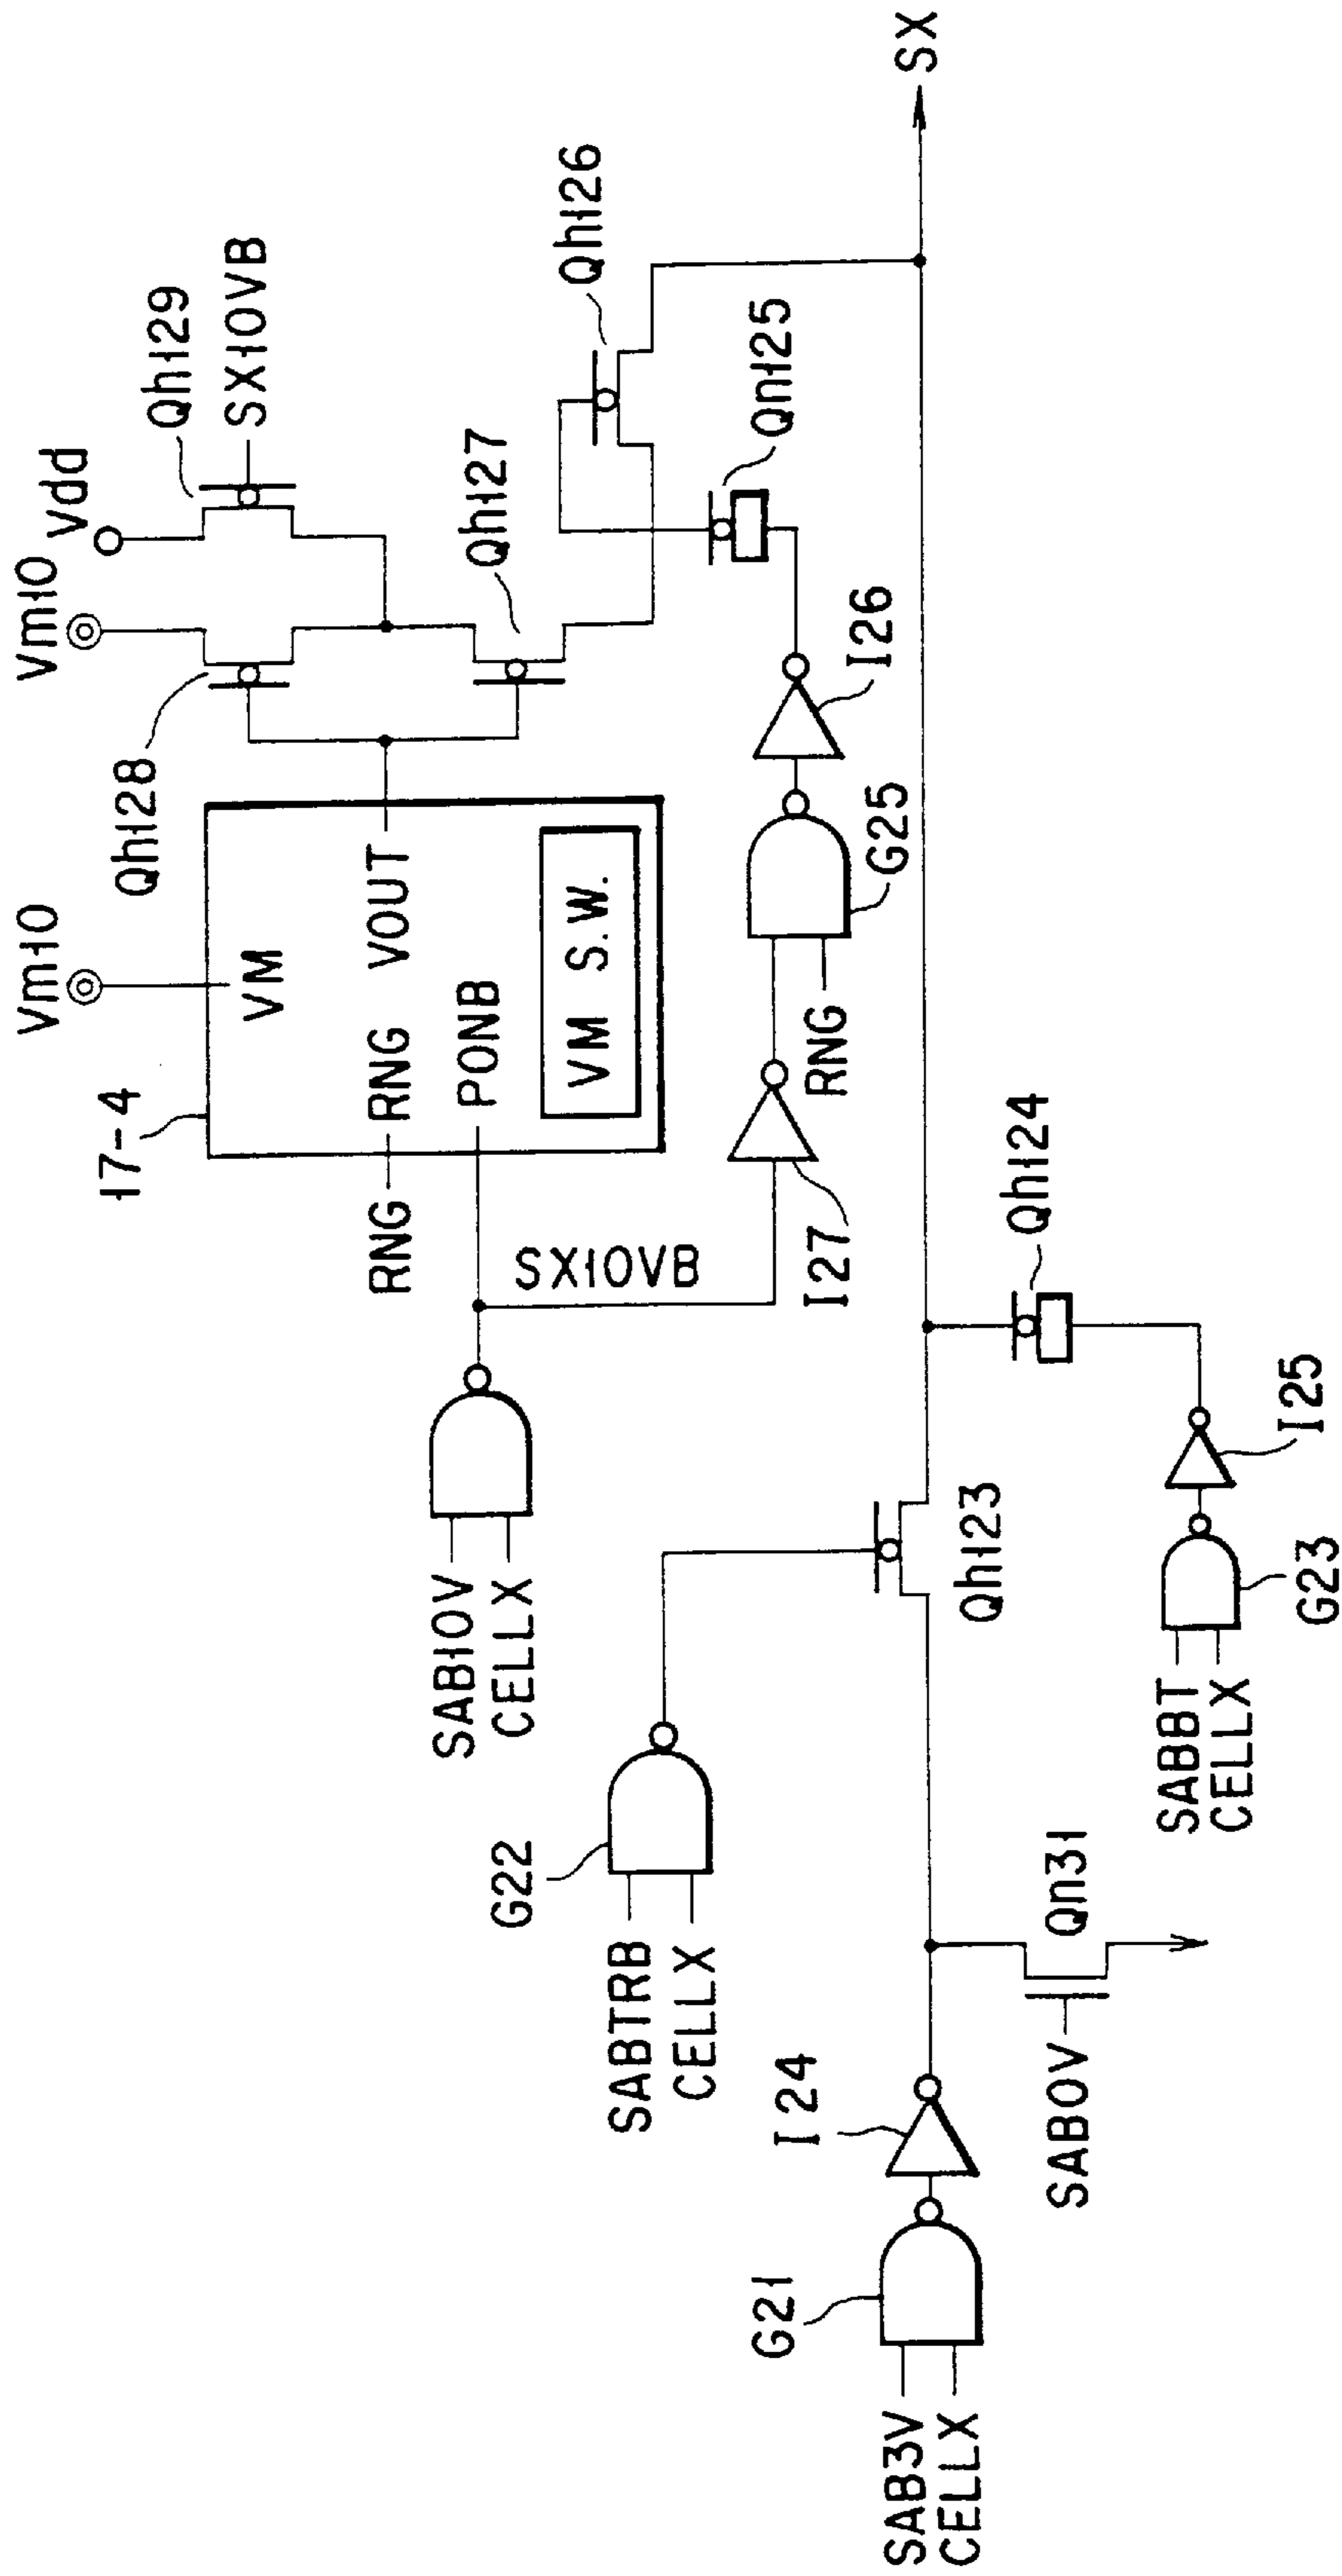 Vm10
Vm10
Vdd
Qh129
SX10VB
Qh128
17-4
VM
RNG
RNG
VOUT
PONB
VM S.W.
Qh127
Qh126
Qn125
SX10VB
I27
RNG
G25
I26
SX
SAB10V
CELLX
G22
SABTRB
CELLX
Qh123
Qh124
I25
G23
SABBT
CELLX
I24
G21
SAB3V
CELLX
Qn31
SAB0V